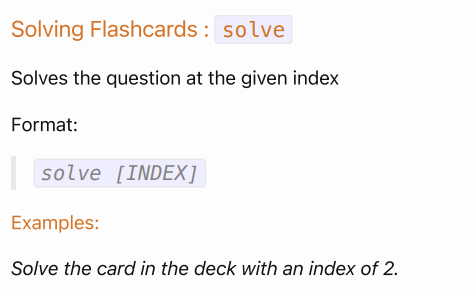 Solving Flashcards : solve
Solves the question at the given index
Format:
solve [INDEX]
Examples:
Solve the card in the deck with an index of 2.